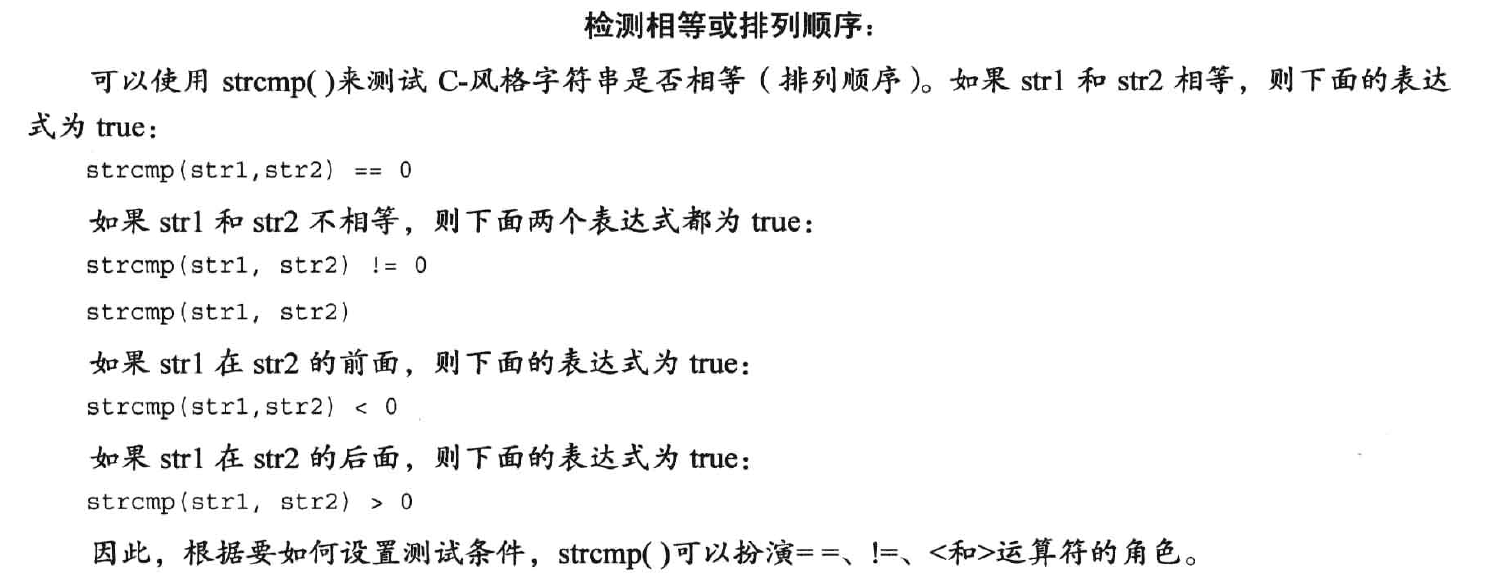 检测相等或排列顺序：
可以使用 strcmp( )来测试 C-风格字符串是否相等（排列顺序）。如果 str1 和 str2 相等，则下面的表达
式为 true：
strcmp(str1,str2) == 0
如果 str1 和 str2 不相等，则下面两个表达式都为 true：
strcmp(str1, str2) != 0
strcmp(str1, str2)
如果 str1 在 str2 的前面，则下面的表达式为 true：
strcmp(str1,str2) < 0
如果 str1 在 str2 的后面，则下面的表达式为 true：
strcmp(str1, str2) > 0
因此，根据要如何设置测试条件，strcmp( )可以扮演= =、!=、<和>运算符的角色。